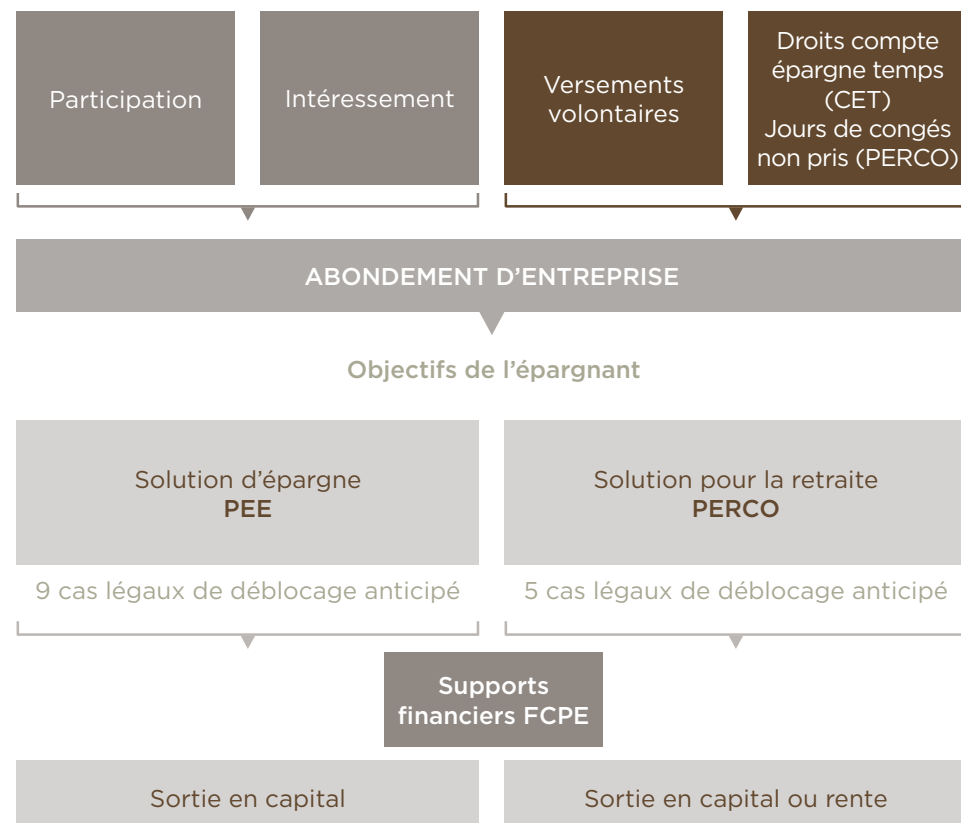 Participation
Intéressement
Versements
volontaires
Droits compte
épargne temps
(CET)
Jours de congés
non pris (PERCO)
ABONDEMENT D’ENTREPRISE
Objectifs de l’épargnant
Solution d’épargne
PEE
Solution pour la retraite
PERCO
9 cas légaux de déblocage anticipé
5 cas légaux de déblocage anticipé
Supports
financiers FCPE
Sortie en capital
Sortie en capital ou rente